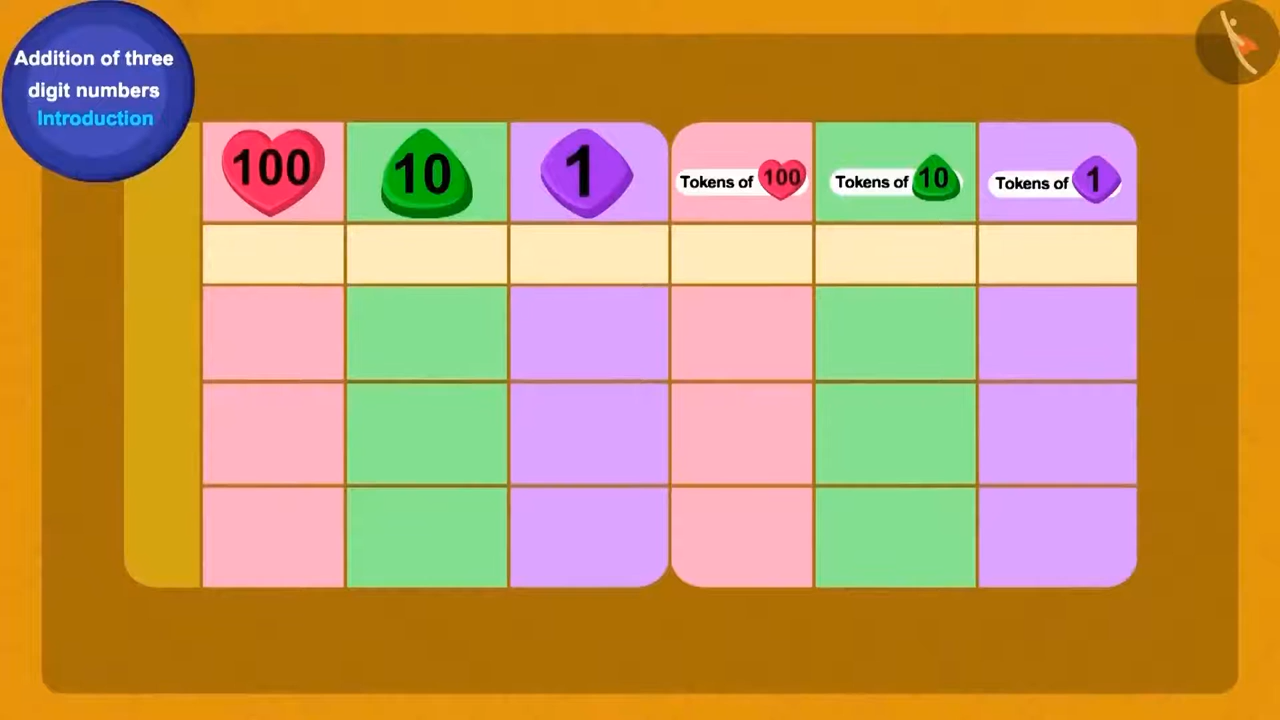 Addition of three
digit numbers
Introduction
100
10
1
Tokens of 100
Tokens of 10
Tokens of 1